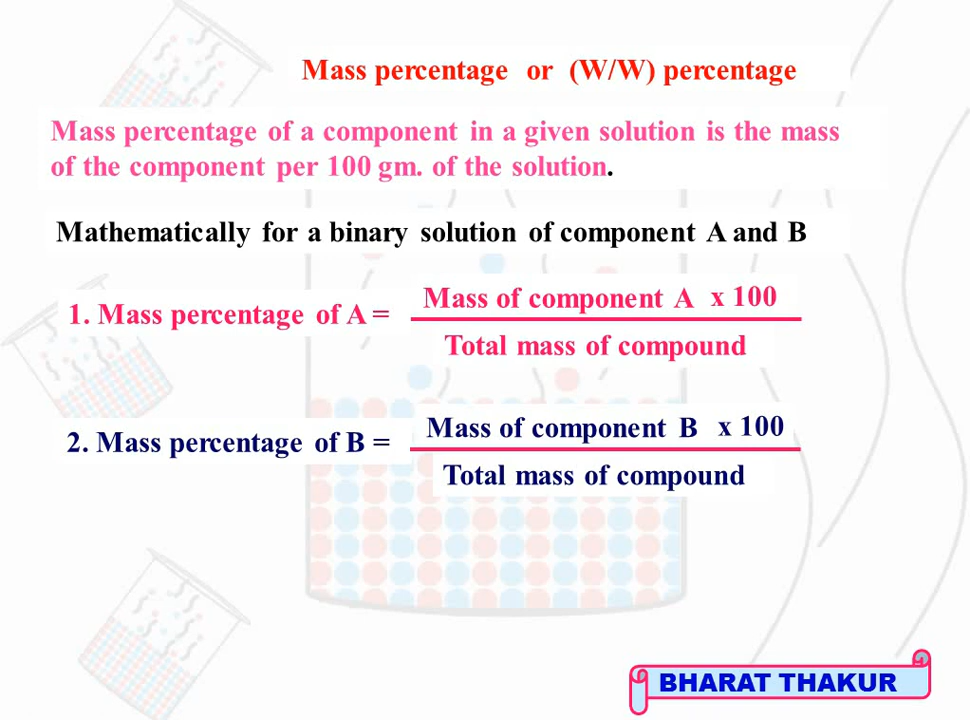 Mass percentage or (W/W) percentage
Mass percentage of a component in a given solution is the mass
of the component per 100 gm. of the solution.
Mathematically for a binary solution of component A and B
1. Mass percentage of A =
Mass of component A x 100
Total mass of compound
2. Mass percentage of B =
Mass of component B x 100
Total mass of compound
BHARAT THAKUR